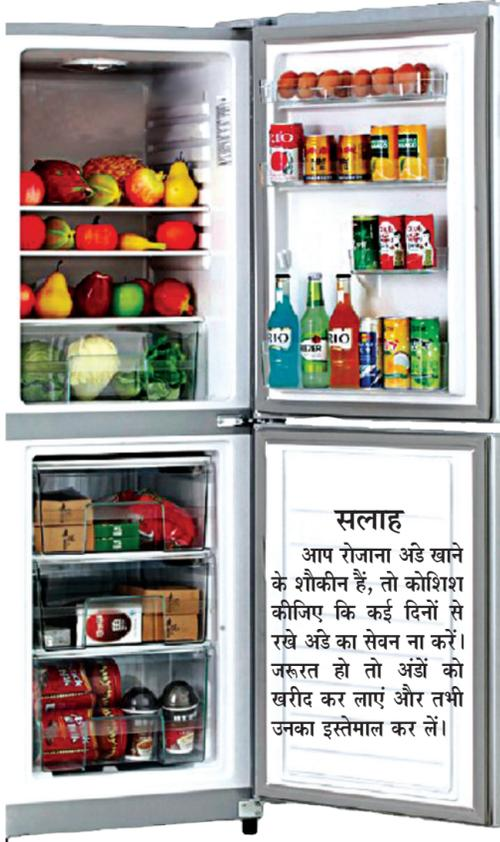 RIO
RIO
सलाह
आप रोजाना अंडे खाने
के शौकीन हैं, तो कोशिश
कीजिए कि कई दिनों से
रखे अंडे का सेवन ना करें।
जरूरत हो तो अंडों को
खरीद कर लाएं और तभी
उनका इस्तेमाल कर लें।